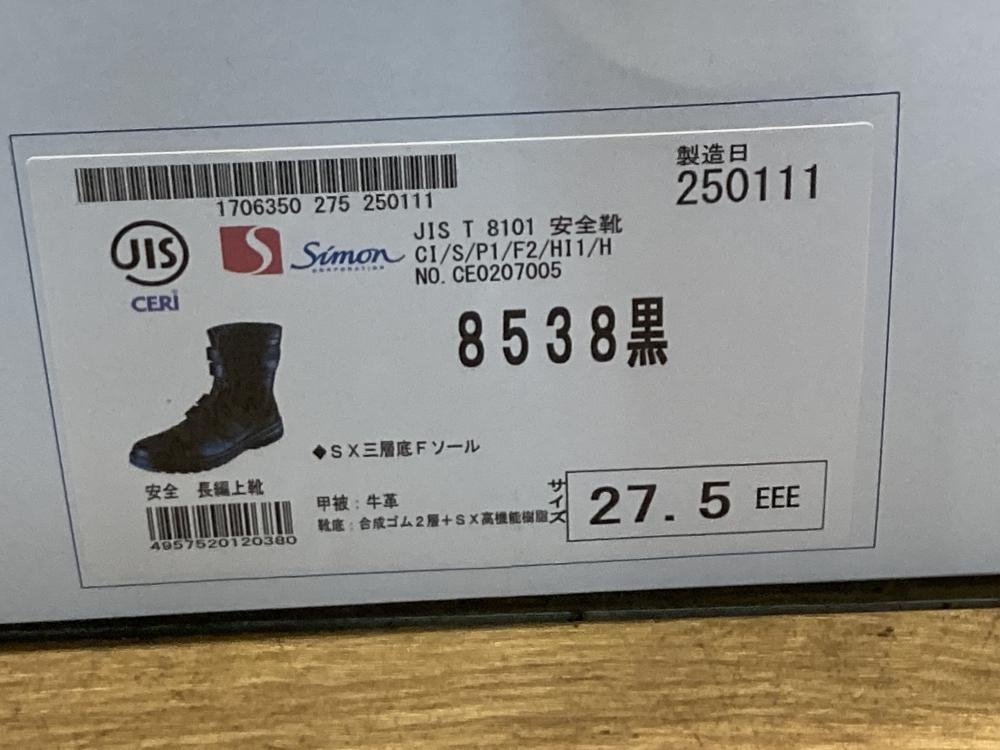 製造日
250111
1706350 275 250111
JIS
CERI
S
Simon
CORPORATION
JIS T 8101 安全靴
CI/S/P1/F2/HI1/H
NO. CE0207005
8538黒
◆SX三層底Fソール
安全 長編上靴
4957520120380
甲被：牛革
靴底：合成ゴム2層＋SX高機能樹脂
サイズ
27.5 EEE